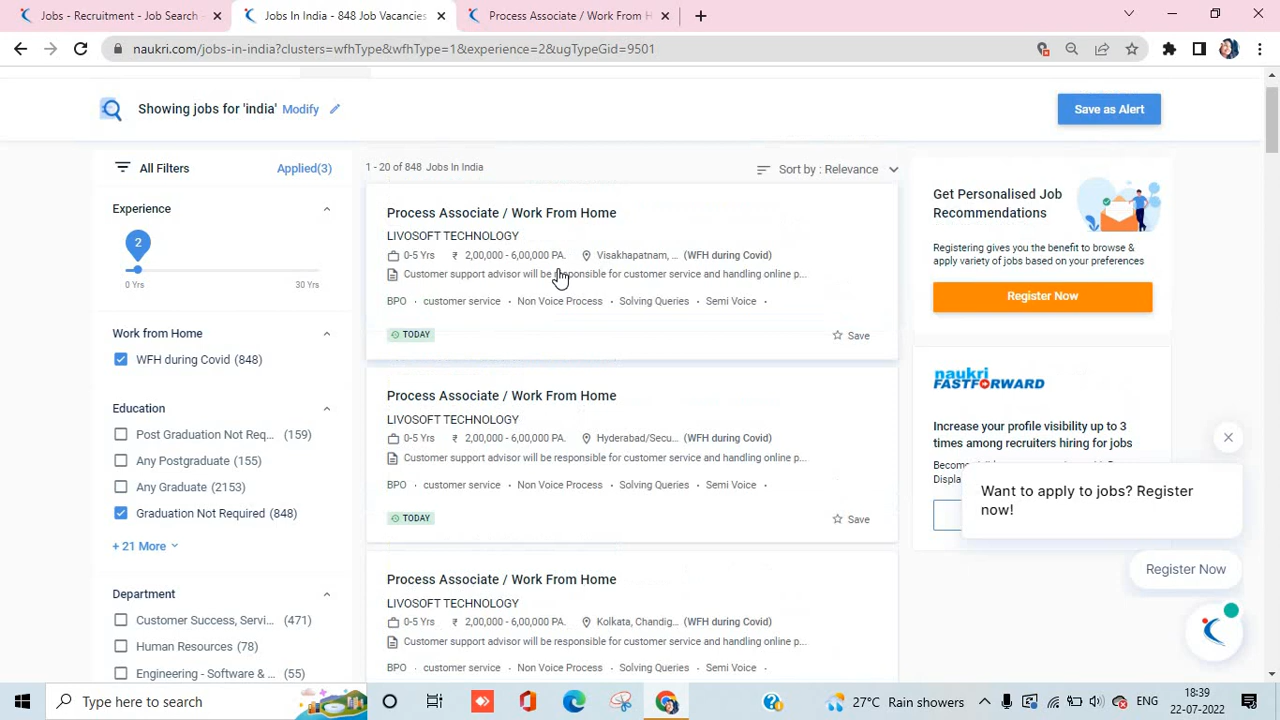 Jobs - Recruitment - Job Search
Jobs In India - 848 Job Vacancies
Process Associate / Work From H
naukri.com/jobs-in-india?clusters=wfhType&wfhType=1&experience=2&ugTypeGid=9501
Showing jobs for 'india' Modify
Save as Alert
All Filters
Applied(3)
1 - 20 of 848 Jobs In India
Sort by : Relevance
Experience
2
0 Yrs
30 Yrs
Work from Home
WFH during Covid (848)
Education
Post Graduation Not Req... (159)
Any Postgraduate (155)
Any Graduate (2153)
Graduation Not Required (848)
+ 21 More
Department
Customer Success, Servi... (471)
Human Resources (78)
Engineering - Software & ... (55)
Process Associate / Work From Home
LIVOSOFT TECHNOLOGY
0-5 Yrs ₹ 2,00,000 - 6,00,000 PA. Visakhapatnam, ... (WFH during Covid)
Customer support advisor will be responsible for customer service and handling online p...
BPO · customer service · Non Voice Process · Solving Queries · Semi Voice ·
TODAY
Save
Process Associate / Work From Home
LIVOSOFT TECHNOLOGY
0-5 Yrs ₹ 2,00,000 - 6,00,000 PA. Hyderabad/Secu... (WFH during Covid)
Customer support advisor will be responsible for customer service and handling online p...
BPO · customer service · Non Voice Process · Solving Queries · Semi Voice ·
TODAY
Save
Process Associate / Work From Home
LIVOSOFT TECHNOLOGY
0-5 Yrs ₹ 2,00,000 - 6,00,000 PA. Kolkata, Chandig... (WFH during Covid)
Customer support advisor will be responsible for customer service and handling online p...
BPO · customer service · Non Voice Process · Solving Queries · Semi Voice ·
Get Personalised Job
Recommendations
Registering gives you the benefit to browse &
apply variety of jobs based on your preferences
Register Now
naukri
FASTFORWARD
Increase your profile visibility up to 3
times among recruiters hiring for jobs
Want to apply to jobs? Register
now!
Register Now
Type here to search
27°C Rain showers
ENG
18:39
22-07-2022